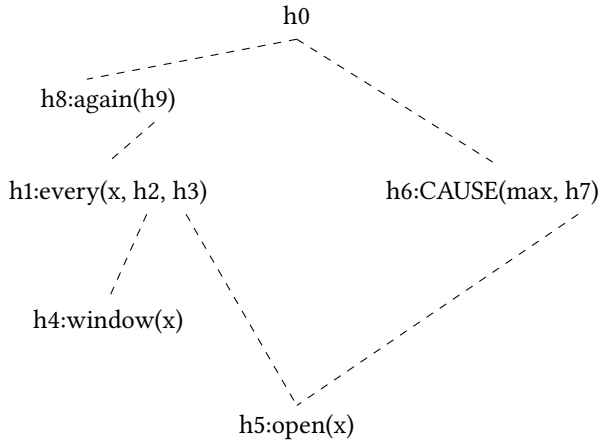 h0
h8:again(h9)
h1:every(x, h2, h3) h6:CAUSE(max, h7)
h4:window(x)
h5:open(x)